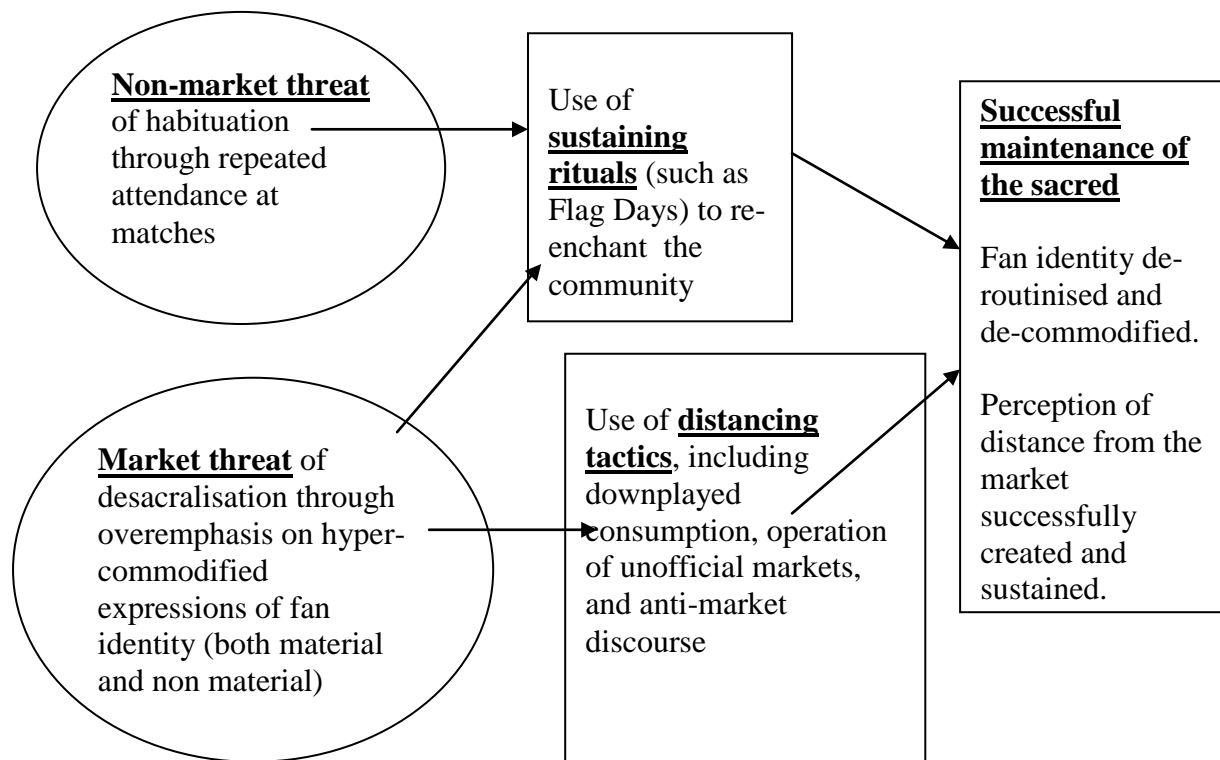 Non-market threat
of habituation
through repeated
attendance at
matches
Use of
sustaining
rituals (such as
Flag Days) to re-
enchant  the
community
Successful
maintenance of
the sacred
Fan identity de-
routinised and
de-commodified.
Perception of
distance from the
market
successfully
created and
sustained.
Market threat of
desacralisation through
overemphasis on hyper-
commodified
expressions of fan
identity (both material
and non material)
Use of distancing
tactics, including
downplayed
consumption, operation
of unofficial markets,
and anti-market
discourse